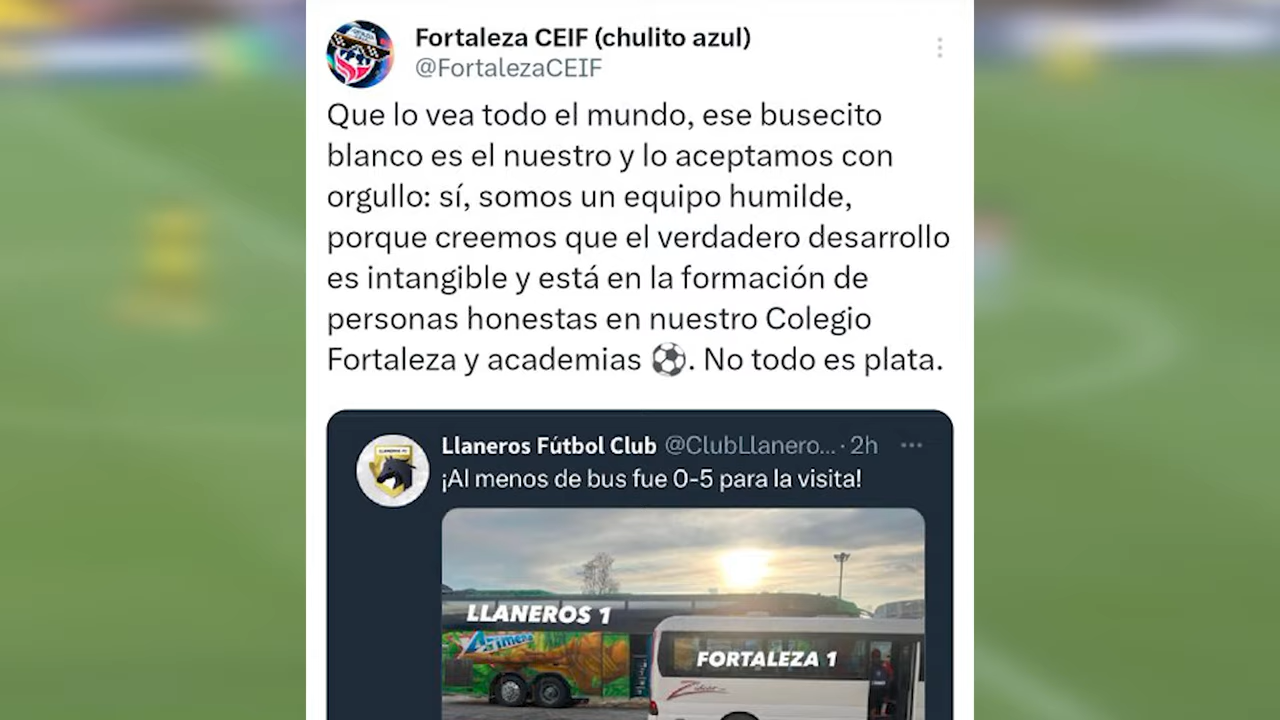 Fortaleza CEIF (chulito azul)
@FortalezaCEIF
Que lo vea todo el mundo, ese busecito
blanco es el nuestro y lo aceptamos con
orgullo: sí, somos un equipo humilde,
porque creemos que el verdadero desarrollo
es intangible y está en la formación de
personas honestas en nuestro Colegio
Fortaleza y academias ⚽. No todo es plata.
Llaneros Fútbol Club @ClubLlanero... · 2h
¡Al menos de bus fue 0-5 para la visita!
LLANEROS 1
FORTALEZA 1